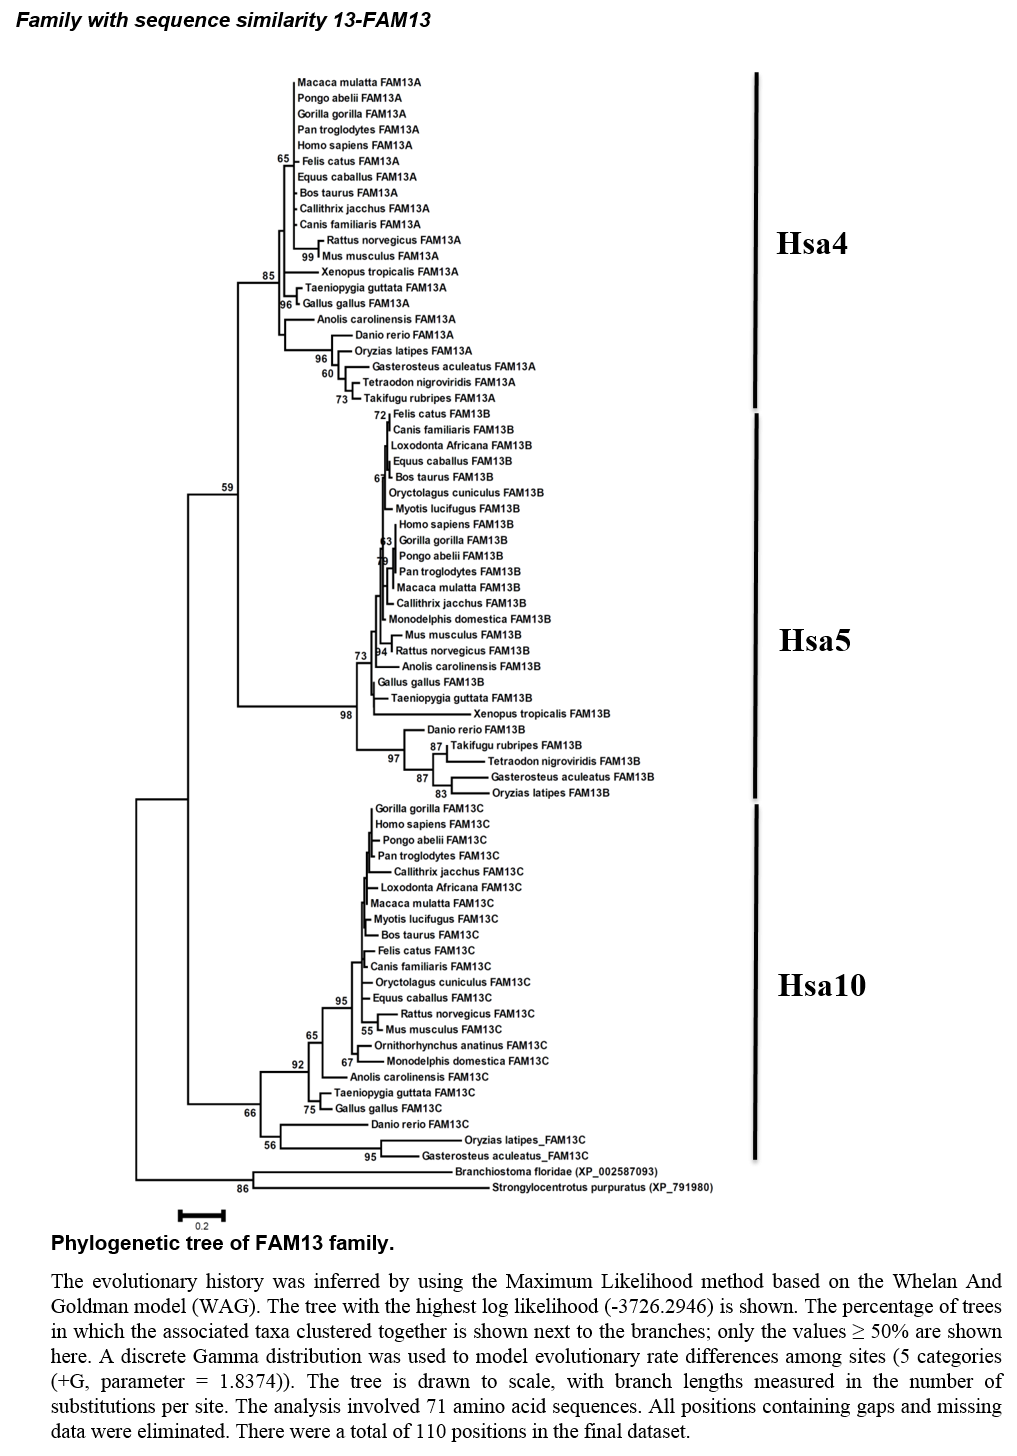 Family with sequence similarity 13-FAM13
Macaca mulatta FAM13A
Pongo abelii FAM13A
Gorilla gorilla FAM13A
Pan troglodytes FAM13A
Homo sapiens FAM13A
65
Felis catus FAM13A
Equus caballus FAM13A
Bos taurus FAM13A
Callithrix jacchus FAM13A
Canis familiaris FAM13A
Rattus norvegicus FAM13A
Hsa4
99
Mus musculus FAM13A
85
Xenopus tropicalis FAM13A
Taeniopygia guttata FAM13A
96
Gallus gallus FAM13A
Anolis carolinensis FAM13A
Danio rerio FAM13A
96
Oryzias latipes FAM13A
60
Gasterosteus aculeatus FAM13A
Tetraodon nigroviridis FAM13A
73
Takifugu rubripes FAM13A
72
Felis catus FAM13B
Canis familiaris FAM13B
Loxodonta Africana FAM13B
Equus caballus FAM13B
67
Bos taurus FAM13B
59
Oryctolagus cuniculus FAM13B
Myotis lucifugus FAM13B
Homo sapiens FAM13B
63
Gorilla gorilla FAM13B
79
Pongo abelii FAM13B
Pan troglodytes FAM13B
Macaca mulatta FAM13B
Callithrix jacchus FAM13B
Monodelphis domestica FAM13B
Mus musculus FAM13B
Hsa5
94
Rattus norvegicus FAM13B
73
Anolis carolinensis FAM13B
Gallus gallus FAM13B
Taeniopygia guttata FAM13B
98
Xenopus tropicalis FAM13B
Danio rerio FAM13B
87
Takifugu rubripes FAM13B
97
Tetraodon nigroviridis FAM13B
87
Gasterosteus aculeatus FAM13B
83
Oryzias latipes FAM13B
Gorilla gorilla FAM13C
Homo sapiens FAM13C
Pongo abelii FAM13C
Pan troglodytes FAM13C
Callithrix jacchus FAM13C
Loxodonta Africana FAM13C
Macaca mulatta FAM13C
Myotis lucifugus FAM13C
Bos taurus FAM13C
Felis catus FAM13C
Canis familiaris FAM13C
Oryctolagus cuniculus FAM13C
Hsa10
95
Equus caballus FAM13C
Rattus norvegicus FAM13C
55
Mus musculus FAM13C
65
Ornithorhynchus anatinus FAM13C
67
Monodelphis domestica FAM13C
92
Anolis carolinensis FAM13C
Taeniopygia guttata FAM13C
75
Gallus gallus FAM13C
66
Danio rerio FAM13C
Oryzias latipes_FAM13C
56
95
Gasterosteus aculeatus_FAM13C
Branchiostoma floridae (XP_002587093)
86
Strongylocentrotus purpuratus (XP_791980)
0.2
Phylogenetic tree of FAM13 family.
The evolutionary history was inferred by using the Maximum Likelihood method based on the Whelan And
Goldman model (WAG). The tree with the highest log likelihood (-3726.2946) is shown. The percentage of trees
in which the associated taxa clustered together is shown next to the branches; only the values ≥ 50% are shown
here. A discrete Gamma distribution was used to model evolutionary rate differences among sites (5 categories
(+G, parameter = 1.8374)). The tree is drawn to scale, with branch lengths measured in the number of
substitutions per site. The analysis involved 71 amino acid sequences. All positions containing gaps and missing
data were eliminated. There were a total of 110 positions in the final dataset.